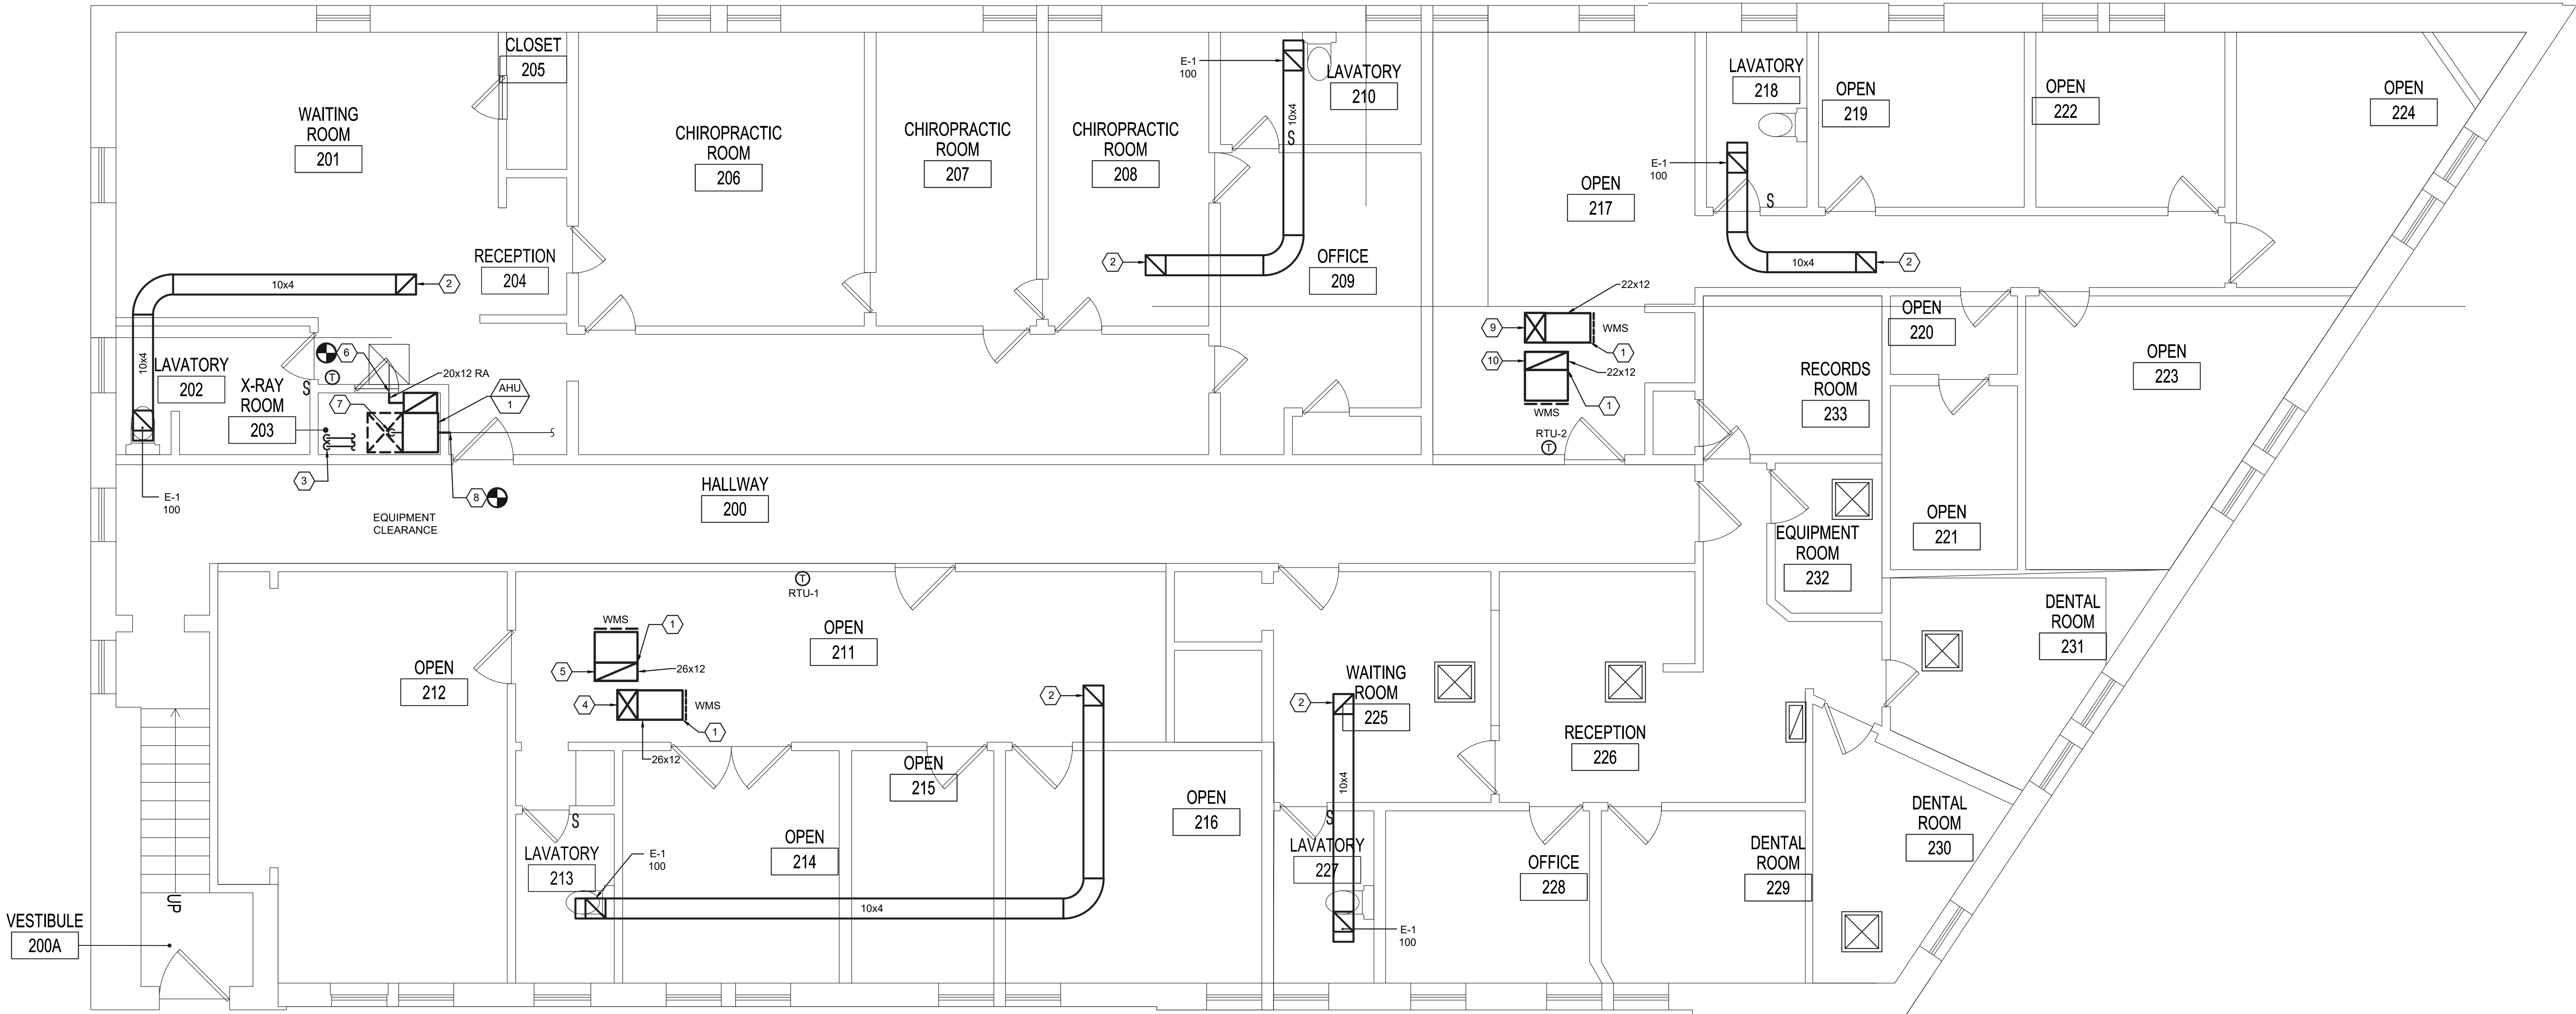 CLOSET
205
WAITING
ROOM
201
CHIROPRACTIC
ROOM
206
CHIROPRACTIC
ROOM
207
CHIROPRACTIC
ROOM
208
E-1
100
10x4
S
LAVATORY
210
OPEN
217
LAVATORY
218
E-1
100
S
OPEN
219
OPEN
222
OPEN
224
RECEPTION
204
10x4
2
2
OFFICE
209
10x4
2
22x12
9
WMS
1
10
22x12
1
WMS
RTU-2
T
OPEN
220
OPEN
223
RECORDS
ROOM
233
10x4
LAVATORY
202
S
X-RAY
ROOM
203
6
T
20x12 RA
7
AHU
1
3
8
E-1
100
EQUIPMENT
CLEARANCE
HALLWAY
200
OPEN
221
EQUIPMENT
ROOM
232
DENTAL
ROOM
231
T
RTU-1
WMS
1
OPEN
211
5
26x12
4
WMS
1
26x12
OPEN
212
2
2
WAITING
ROOM
225
RECEPTION
226
10x4
OPEN
215
OPEN
216
S
OPEN
214
LAVATORY
213
E-1
100
10x4
S
LAVATORY
227
E-1
100
OFFICE
228
DENTAL
ROOM
229
DENTAL
ROOM
230
UP
VESTIBULE
200A